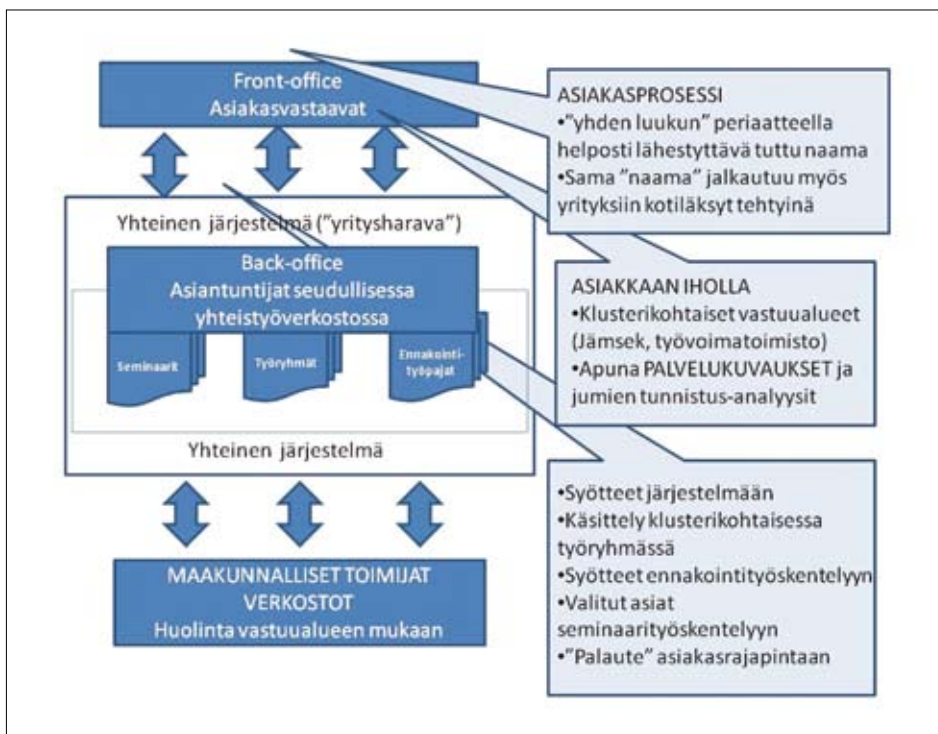 Front-office
Asiakasvastaavat
Yhteinen järjestelmä ("yritysharava")
Back-office
Asiantuntijat seudullisessa
yhteistyöverkostossa
Seminaarit
Työryhmät
Ennakointi-
työpajat
Yhteinen järjestelmä
MAAKUNNALLISET TOIMIJAT
VERKOSTOT
Huolinta vastuualueen mukaan
ASIAKASPROSESSI
•"yhden luukun" periaatteella
helposti lähestyttävä tuttu naama
•Sama "naama" jalkautuu myös
yrityksiin kotiläksyt tehtyinä
ASIAKKAAN IHOLLA
•Klusterikohtaiset vastuualueet
(Jämsek, työvoimatoimisto)
•Apuna PALVELUKUVAUKSET ja
jumien tunnistus-analyysit
•Syötteet järjestelmään
•Käsittely klusterikohtaisessa
työryhmässä
•Syötteet ennakointityöskentelyyn
•Valitut asiat
seminaarityöskentelyyn
•"Palaute" asiakasrajapintaan